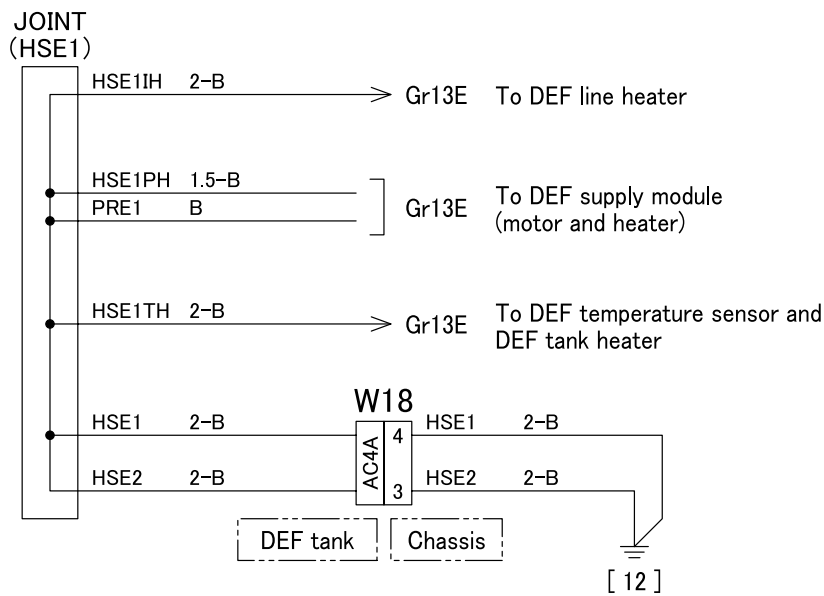 JOINT
(HSE1)
HSE1IH 2-B
Gr13E To DEF line heater
HSE1PH 1.5-B
PRE1 B
Gr13E To DEF supply module
(motor and heater)
HSE1TH 2-B
Gr13E To DEF temperature sensor and
DEF tank heater
W18
HSE1 2-B
AC4A
4
HSE1 2-B
HSE2 2-B
3
HSE2 2-B
DEF tank
Chassis
[ 12 ]